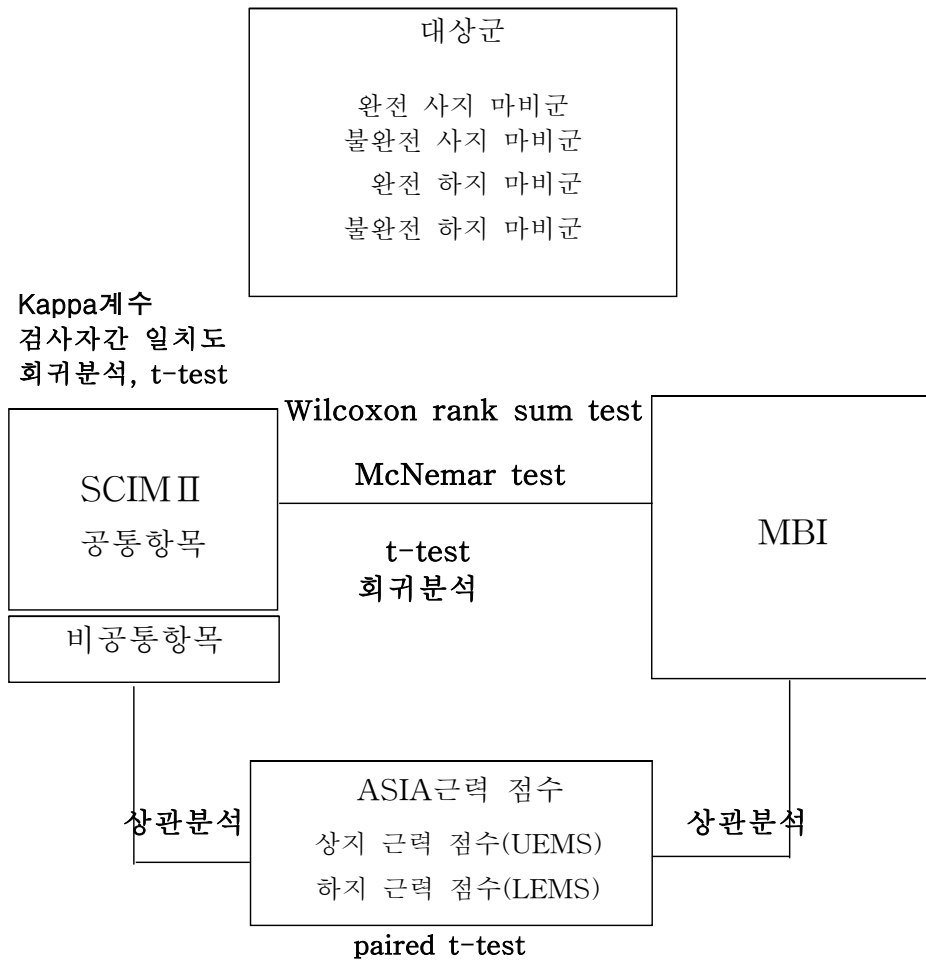 대상군
완전 사지 마비군
불완전 사지 마비군
완전 하지 마비군
불완전 하지 마비군
Kappa계수
검사자간 일치도
회귀분석, t-test
Wilcoxon rank sum test
McNemar test
SCIM Ⅱ
공통항목
t-test
회귀분석
MBI
비공통항목
ASIA근력 점수
상관분석
상지 근력 점수(UEMS)
하지 근력 점수(LEMS)
상관분석
paired t-test